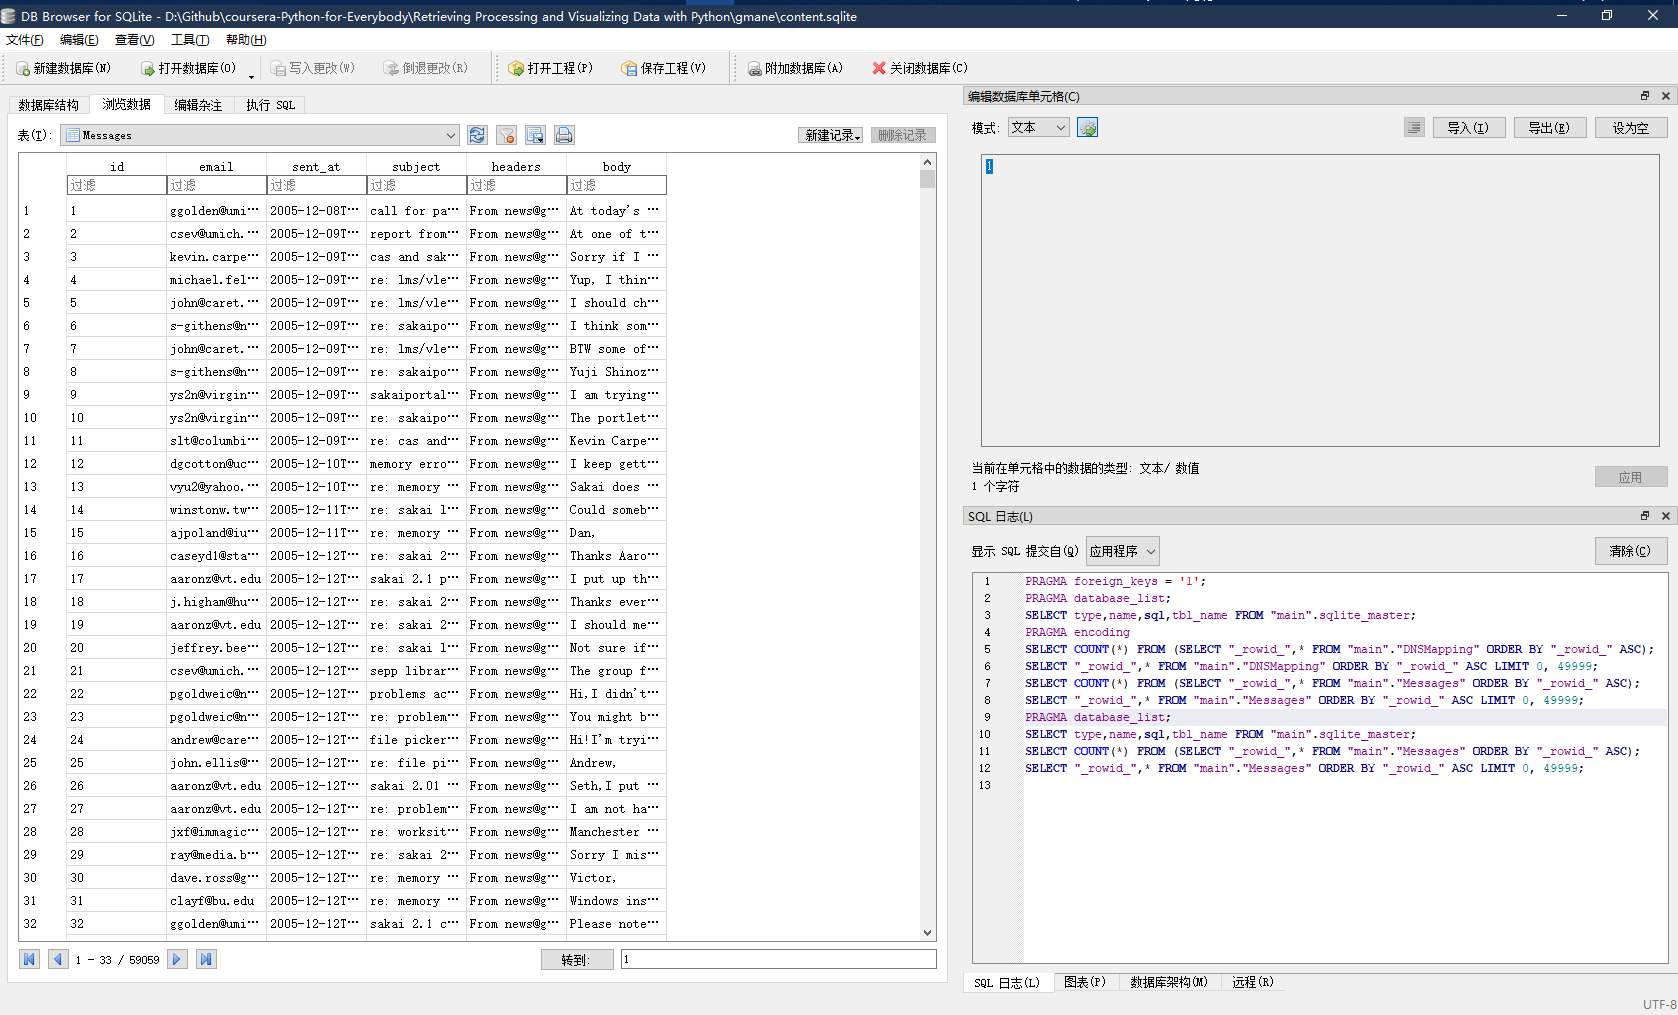 DB Browser for SQLite - D:\Github\coursera-Python-for-Everybody\Retrieving Processing and Visualizing Data with Python\gmane\content.sqlite
文件(F) 编辑(E) 查看(V) 工具(T) 帮助(H)
新建数据库(N) 打开数据库(O) 写入更改(W) 倒退更改(R) 打开工程(P) 保存工程(V) 附加数据库(A) 关闭数据库(C)
数据库结构 浏览数据 编辑杂注 执行 SQL
表(T): Messages 新建记录 删除记录
id email sent_at subject headers body
过滤 过滤 过滤 过滤 过滤 过滤
1 1 ggolden@umi… 2005-12-08T… call for pa… From news@g… At today's …
2 2 csev@umich.… 2005-12-09T… report from… From news@g… At one of t…
3 3 kevin.carpe… 2005-12-09T… cas and sak… From news@g… Sorry if I …
4 4 michael.fel… 2005-12-09T… re: lms/vle… From news@g… Yup, I thin…
5 5 john@caret.… 2005-12-09T… re: lms/vle… From news@g… I should ch…
6 6 s-githens@n… 2005-12-09T… re: sakaipo… From news@g… I think som…
7 7 john@caret.… 2005-12-09T… re: lms/vle… From news@g… BTW some of…
8 8 s-githens@n… 2005-12-09T… re: sakaipo… From news@g… Yuji Shinoz…
9 9 ys2n@virgin… 2005-12-09T… sakaiportal… From news@g… I am trying…
10 10 ys2n@virgin… 2005-12-09T… re: sakaipo… From news@g… The portlet…
11 11 slt@columbi… 2005-12-09T… re: cas and… From news@g… Kevin Carpe…
12 12 dgcotton@uc… 2005-12-10T… memory erro… From news@g… I keep gett…
13 13 vyu2@yahoo.… 2005-12-10T… re: memory … From news@g… Sakai does …
14 14 winstonw.tw… 2005-12-11T… re: sakai l… From news@g… Could someb…
15 15 ajpoland@iu… 2005-12-11T… re: memory … From news@g… Dan,
16 16 caseyd1@sta… 2005-12-12T… re: sakai 2… From news@g… Thanks Aaro…
17 17 aaronz@vt.edu 2005-12-12T… sakai 2.1 p… From news@g… I put up th…
18 18 j.higham@hu… 2005-12-12T… re: sakai 2… From news@g… Thanks ever…
19 19 aaronz@vt.edu 2005-12-12T… re: sakai 2… From news@g… I should me…
20 20 jeffrey.bee… 2005-12-12T… re: sakai l… From news@g… Not sure if…
21 21 csev@umich.… 2005-12-12T… sepp librar… From news@g… The group f…
22 22 pgoldweic@n… 2005-12-12T… problems ac… From news@g… Hi,I didn't…
23 23 pgoldweic@n… 2005-12-12T… re: problem… From news@g… You might b…
24 24 andrew@care… 2005-12-12T… file picker… From news@g… Hi!I'm tryi…
25 25 john.ellis@… 2005-12-12T… re: file pi… From news@g… Andrew,
26 26 aaronz@vt.edu 2005-12-12T… sakai 2.01 … From news@g… Seth,I put …
27 27 aaronz@vt.edu 2005-12-12T… re: problem… From news@g… I am not ha…
28 28 jxf@immagic… 2005-12-12T… re: worksit… From news@g… Manchester …
29 29 ray@media.b… 2005-12-12T… re: sakai 2… From news@g… Sorry I mis…
30 30 dave.ross@g… 2005-12-12T… re: memory … From news@g… Victor,
31 31 clayf@bu.edu 2005-12-12T… re: memory … From news@g… Windows ins…
32 32 ggolden@umi… 2005-12-12T… sakai 2.1 c… From news@g… Please note…
1 - 33 / 59059 转到: 1
编辑数据库单元格(C)
模式: 文本 导入(I) 导出(E) 设为空
1
当前在单元格中的数据的类型: 文本/ 数值
1 个字符
应用
SQL 日志(L)
显示 SQL 提交自(Q) 应用程序 清除(C)
1 PRAGMA foreign_keys = '1';
2 PRAGMA database_list;
3 SELECT type,name,sql,tbl_name FROM "main".sqlite_master;
4 PRAGMA encoding
5 SELECT COUNT(*) FROM (SELECT "_rowid_",* FROM "main"."DNSMapping" ORDER BY "_rowid_" ASC);
6 SELECT "_rowid_",* FROM "main"."DNSMapping" ORDER BY "_rowid_" ASC LIMIT 0, 49999;
7 SELECT COUNT(*) FROM (SELECT "_rowid_",* FROM "main"."Messages" ORDER BY "_rowid_" ASC);
8 SELECT "_rowid_",* FROM "main"."Messages" ORDER BY "_rowid_" ASC LIMIT 0, 49999;
9 PRAGMA database_list;
10 SELECT type,name,sql,tbl_name FROM "main".sqlite_master;
11 SELECT COUNT(*) FROM (SELECT "_rowid_",* FROM "main"."Messages" ORDER BY "_rowid_" ASC);
12 SELECT "_rowid_",* FROM "main"."Messages" ORDER BY "_rowid_" ASC LIMIT 0, 49999;
13
SQL 日志(L) 图表(P) 数据库架构(M) 远程(R)
UTF-8